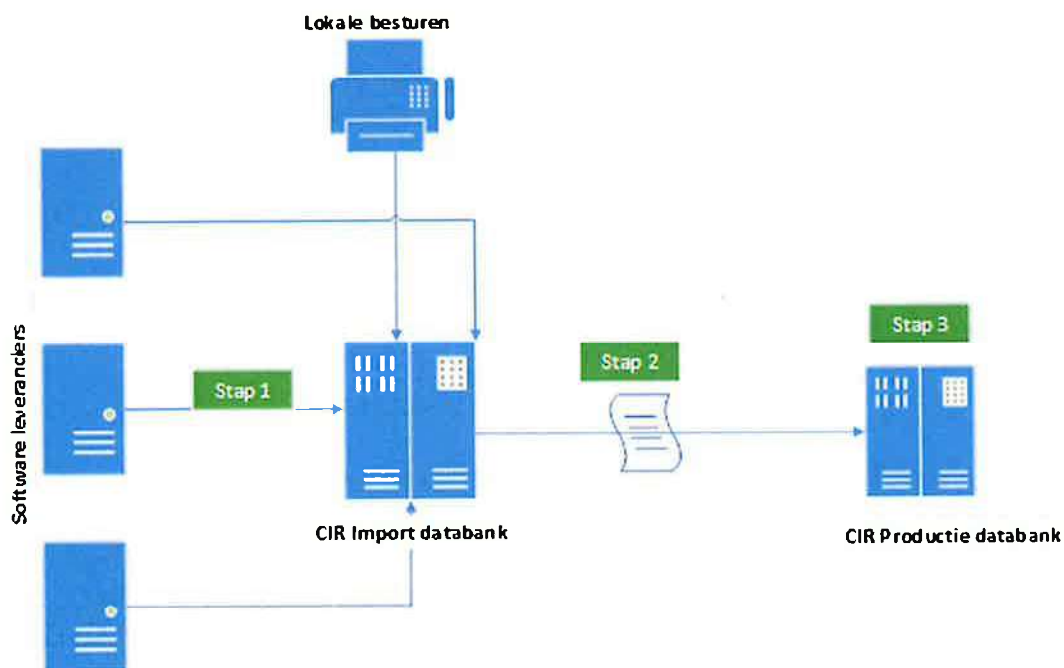 Lokale besturen
Software leveranciers
Stap 1
Stap 2
Stap 3
CIR Import databank
CIR Productie databank